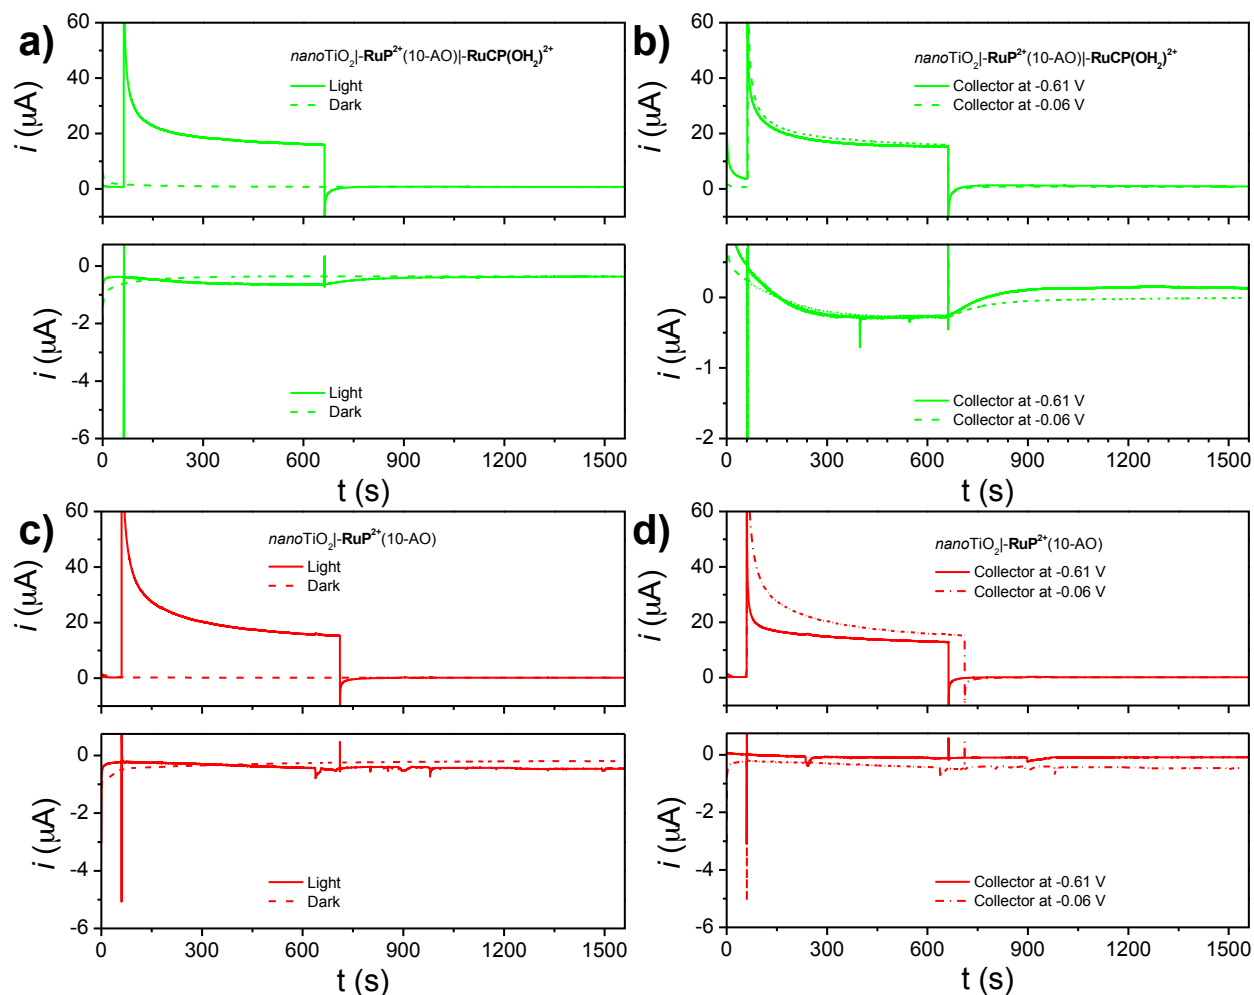 a)
i (µA)
60
40
20
0
nanoTiO2|-RuP2+(10-AO)|-RuCP(OH2)2+
Light
Dark
i (µA)
0
-2
-4
-6
Light
Dark
0 300 600 900 1200 1500
t (s)
b)
i (µA)
60
40
20
0
nanoTiO2|-RuP2+(10-AO)|-RuCP(OH2)2+
Collector at -0.61 V
Collector at -0.06 V
i (µA)
0
-1
-2
Collector at -0.61 V
Collector at -0.06 V
0 300 600 900 1200 1500
t (s)
c)
i (µA)
60
40
20
0
nanoTiO2|-RuP2+(10-AO)
Light
Dark
i (µA)
0
-2
-4
-6
Light
Dark
0 300 600 900 1200 1500
t (s)
d)
i (µA)
60
40
20
0
nanoTiO2|-RuP2+(10-AO)
Collector at -0.61 V
Collector at -0.06 V
i (µA)
0
-2
-4
-6
Collector at -0.61 V
Collector at -0.06 V
0 300 600 900 1200 1500
t (s)